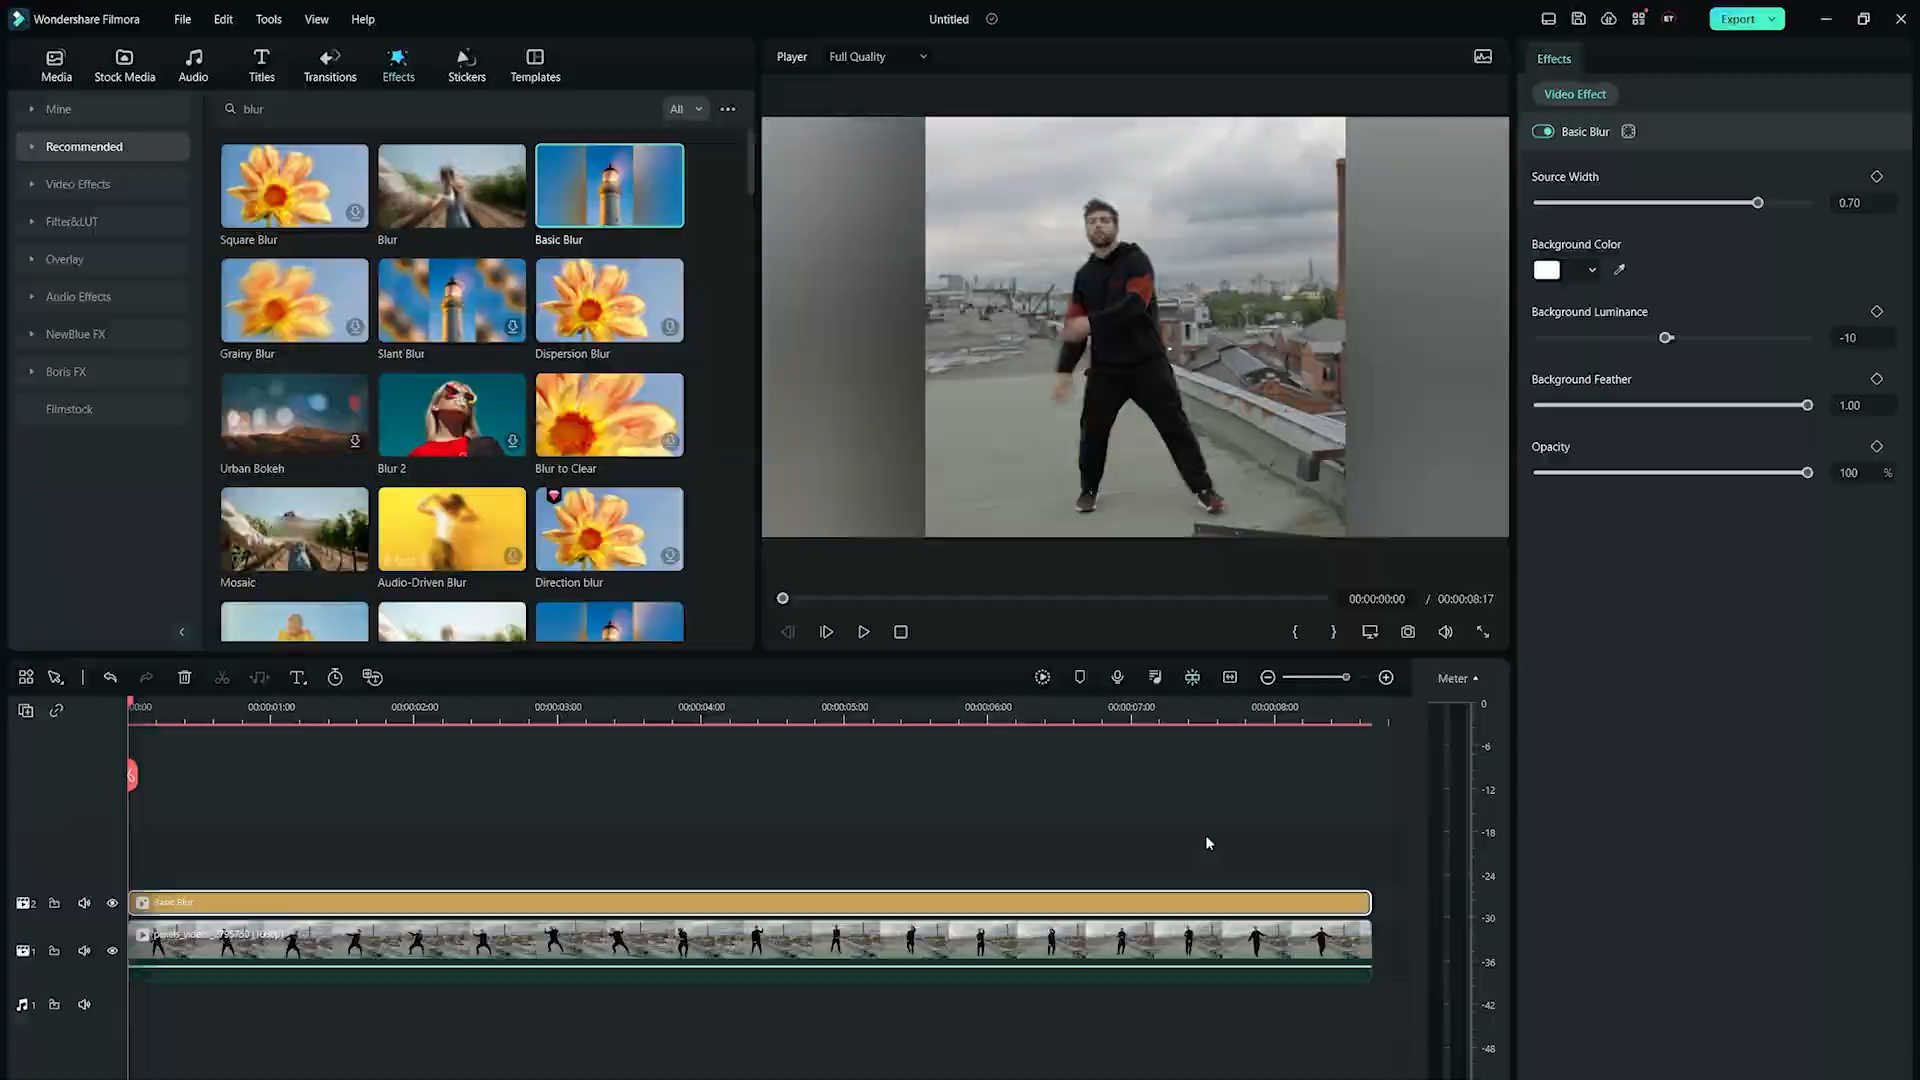 Wondershare Filmora
File
Edit
Tools
View
Help
Untitled
ET
Export
Media
Stock Media
Audio
Titles
Transitions
Effects
Stickers
Templates
Player
Full Quality
Effects
Video Effect
Mine
Recommended
Video Effects
Filter&LUT
Overlay
Audio Effects
NewBlue FX
Boris FX
Filmstock
blur
All
Square Blur
Blur
Basic Blur
Grainy Blur
Slant Blur
Dispersion Blur
Urban Bokeh
Blur 2
Blur to Clear
Mosaic
Audio-Driven Blur
Direction blur
Basic Blur
Source Width
0.70
Background Color
Background Luminance
-10
Background Feather
1.00
Opacity
100 %
00:00:00:00 / 00:00:08:17
Meter
00:00
00:00:01:00
00:00:02:00
00:00:03:00
00:00:04:00
00:00:05:00
00:00:06:00
00:00:07:00
00:00:08:00
0
-6
-12
-18
-24
-30
-36
-42
-48
2
Basic Blur
1
1